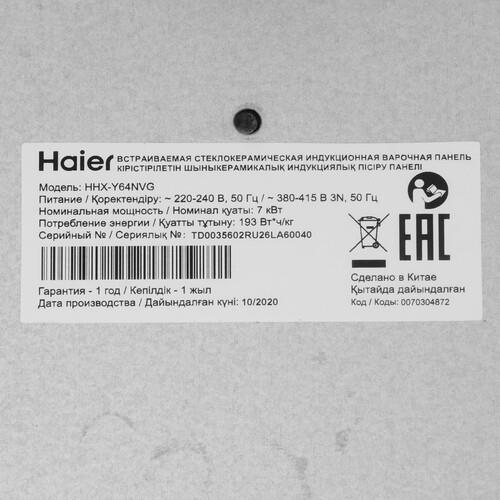 Haier ВСТРАИВАЕМАЯ СТЕКЛОКЕРАМИЧЕСКАЯ ИНДУКЦИОННАЯ ВАРОЧНАЯ ПАНЕЛЬ
КІРІСТІРІЛЕТІН ШЫНЫКЕРАМИКАЛЫҚ ИНДУКЦИЯЛЫҚ ПІСІРУ ПАНЕЛІ
Модель: HHX-Y64NVG
Питание / Қоректендіру: ~ 220-240 В, 50 Гц / ~ 380-415 В 3N, 50 Гц
Номинальная мощность / Номинал қуаты: 7 кВт
Потребление энергии / Қуатты тұтыну: 193 Вт*ч/кг
Серийный № / Сериялық №: TD0035602RU26LA60040
EAC
Гарантия - 1 год / Кепілдік - 1 жыл
Дата производства / Дайындалған күні: 10/2020
Сделано в Китае
Қытайда дайындалған
Код / Коды: 0070304872